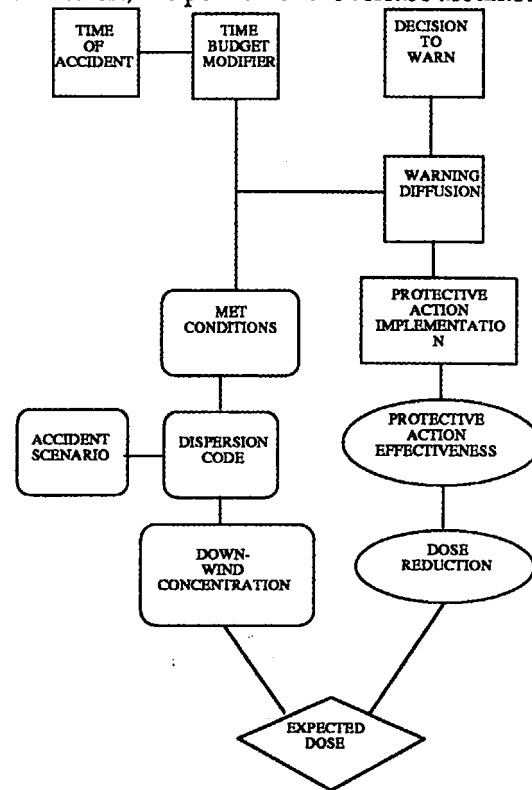 TIME
OF
ACCIDENT
TIME
BUDGET
MODIFIER
DECISION
TO
WARN
WARNING
DIFFUSION
MET
CONDITIONS
PROTECTIVE
ACTION
IMPLEMENTATIO
N
ACCIDENT
SCENARIO
DISPERSION
CODE
PROTECTIVE
ACTION
EFFECTIVENESS
DOWN-
WIND
CONCENTRATION
DOSE
REDUCTION
EXPECTED
DOSE